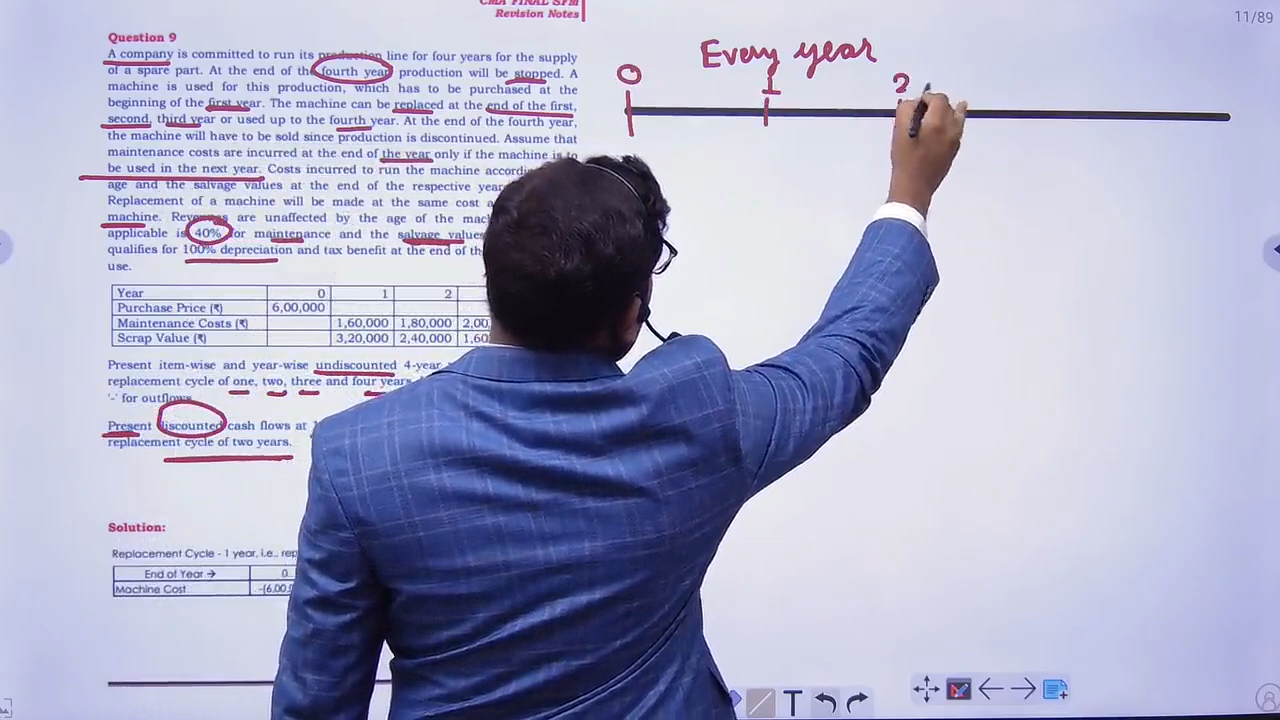 CMA FINAL SFM
Revision Notes
11/89
Question 9
A company is committed to run its production line for four years for the supply
of a spare part. At the end of the fourth year production will be stopped. A
machine is used for this production, which has to be purchased at the
beginning of the first year. The machine can be replaced at the end of the first,
second, third year or used up to the fourth year. At the end of the fourth year,
the machine will have to be sold since production is discontinued. Assume that
maintenance costs are incurred at the end of the year only if the machine is to
be used in the next year. Costs incurred to run the machine
age and the salvage values at the end of the respective
Replacement of a machine will be made at the same cost
machine. Revenues are unaffected by the age of the
applicable is 40% for maintenance and the salvage values
qualifies for 100% depreciation and tax benefit at the end of
use.
Year 0 1 2
Purchase Price (₹) 6,00,000
Maintenance Costs (₹) 1,60,000 1,80,000 2,00,
Scrap Value (₹) 3,20,000 2,40,000 1,60
Present item-wise and year-wise undiscounted 4-year
replacement cycle of one, two, three and four years
'-' for outflows
Present discounted cash flows at
replacement cycle of two years.
Solution:
Replacement Cycle - 1 year, i.e., rep
End of Year → 0
Machine Cost -(6,00,0
Every year
0 1 2
T